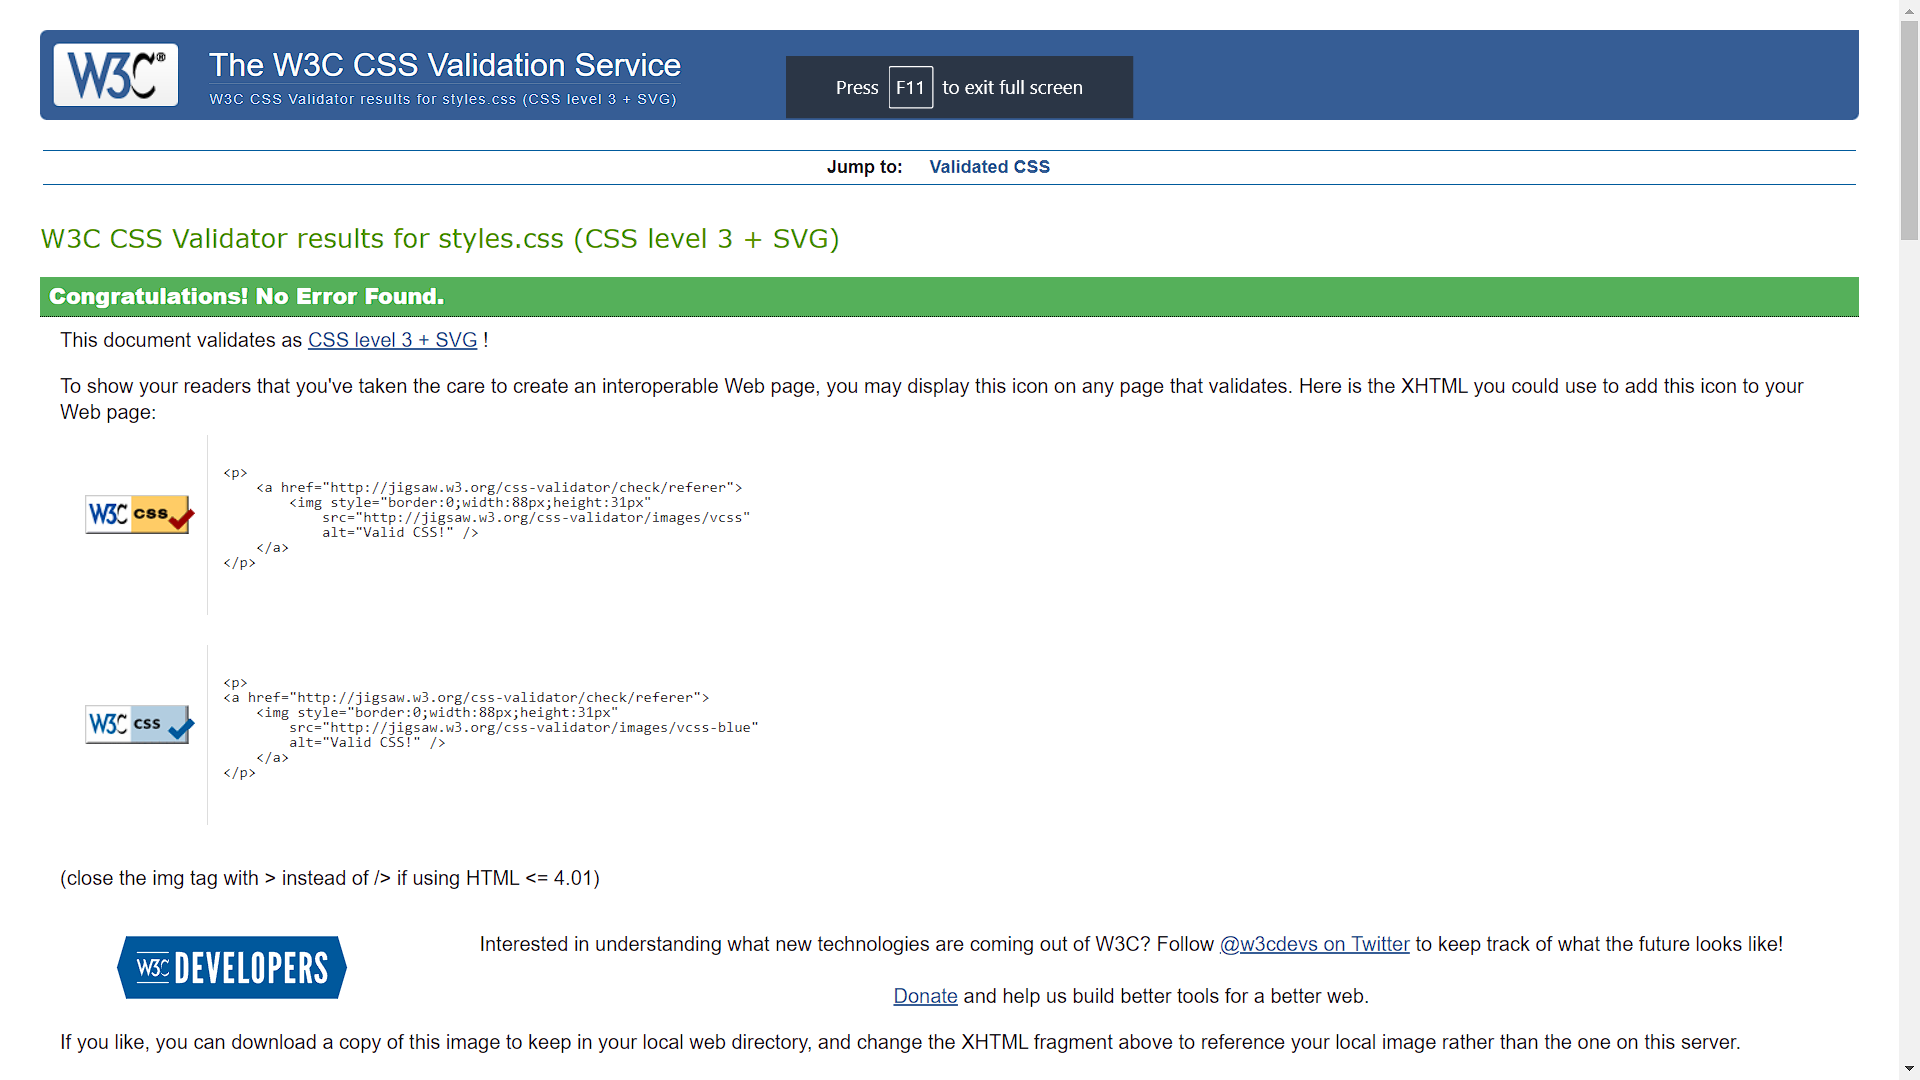 W3C®
The W3C CSS Validation Service
W3C CSS Validator results for styles.css (CSS level 3 + SVG)
Press F11 to exit full screen
Jump to: Validated CSS
W3C CSS Validator results for styles.css (CSS level 3 + SVG)
Congratulations! No Error Found.
This document validates as CSS level 3 + SVG !
To show your readers that you've taken the care to create an interoperable Web page, you may display this icon on any page that validates. Here is the XHTML you could use to add this icon to your
Web page:
W3C css
<p>
    <a href="http://jigsaw.w3.org/css-validator/check/referer">
        <img style="border:0;width:88px;height:31px"
            src="http://jigsaw.w3.org/css-validator/images/vcss"
            alt="Valid CSS!" />
    </a>
</p>
W3C css
<p>
<a href="http://jigsaw.w3.org/css-validator/check/referer">
    <img style="border:0;width:88px;height:31px"
        src="http://jigsaw.w3.org/css-validator/images/vcss-blue"
        alt="Valid CSS!" />
    </a>
</p>
(close the img tag with > instead of /> if using HTML <= 4.01)
W3C DEVELOPERS
Interested in understanding what new technologies are coming out of W3C? Follow @w3cdevs on Twitter to keep track of what the future looks like!
Donate and help us build better tools for a better web.
If you like, you can download a copy of this image to keep in your local web directory, and change the XHTML fragment above to reference your local image rather than the one on this server.